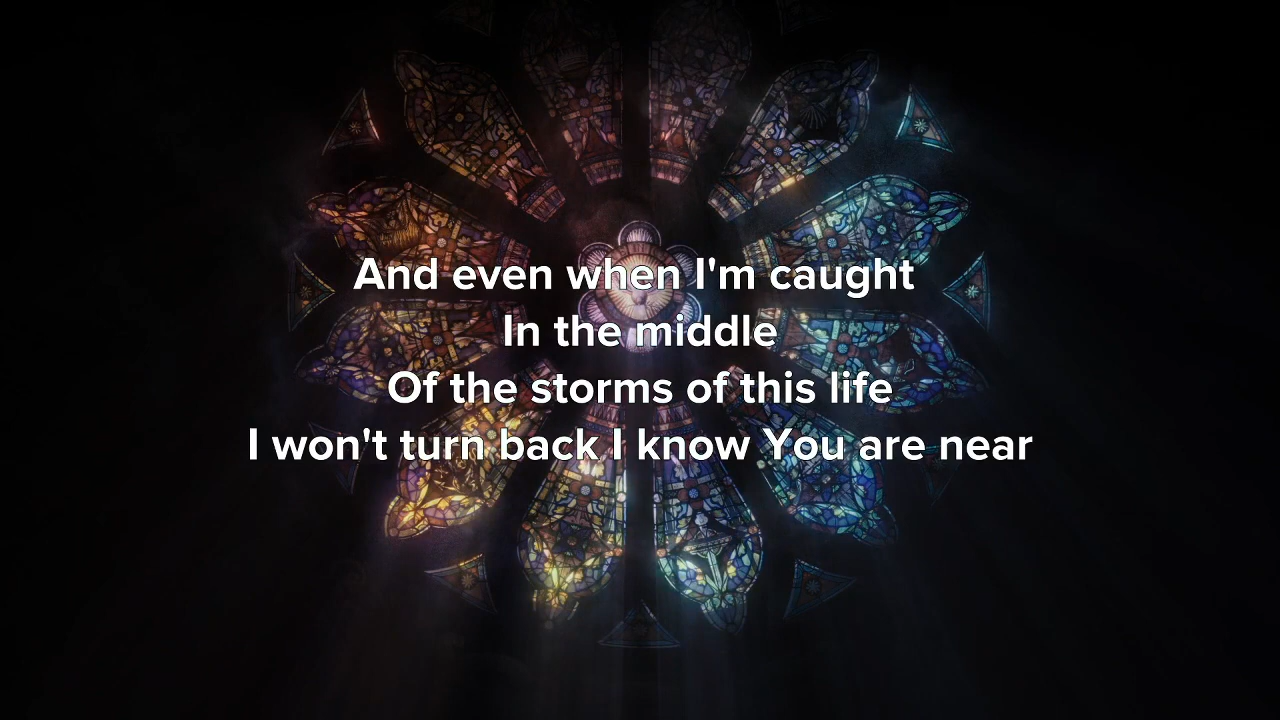 And even when I'm caught
In the middle
Of the storms of this life
I won't turn back I know You are near